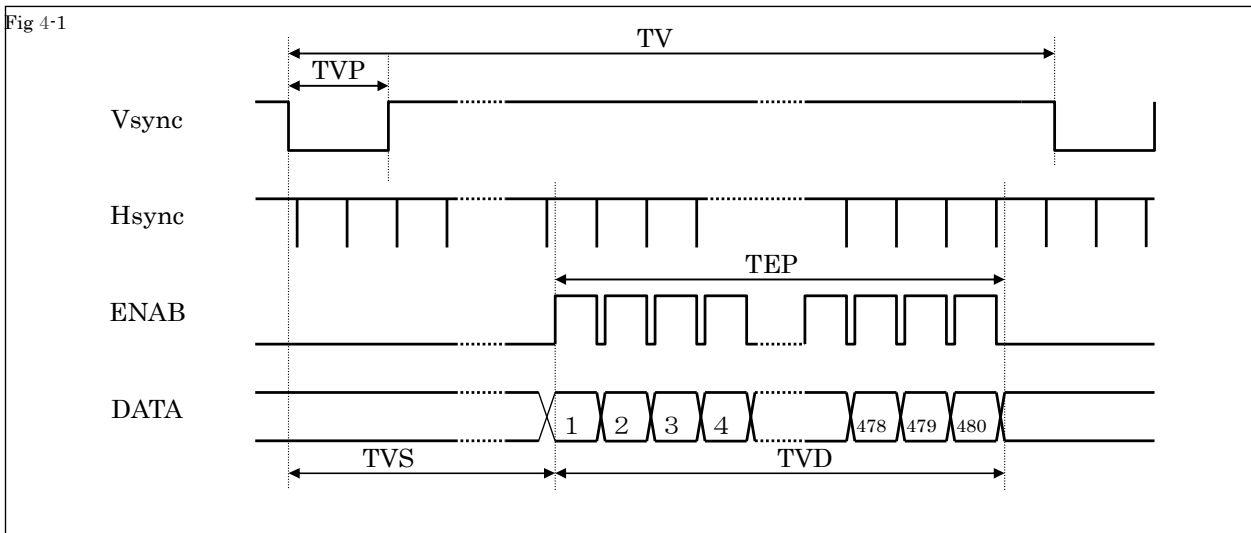 Fig 4-1
TV
TVP
Vsync
Hsync
TEP
ENAB
DATA
1 2 3 4 478 479 480
TVS TVD